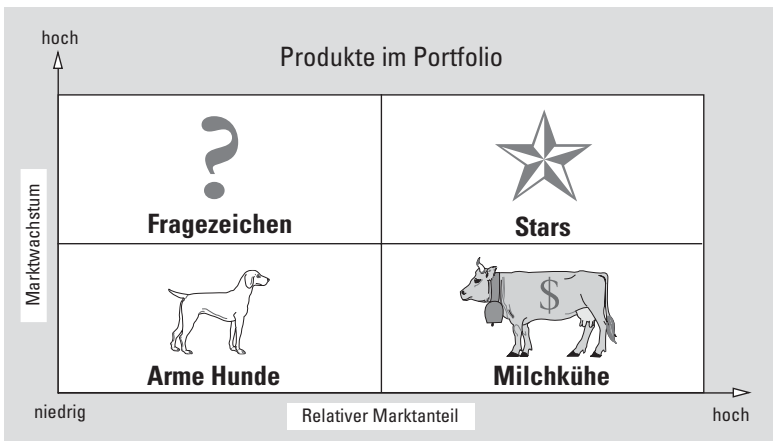 hoch
Produkte im Portfolio
?
Fragezeichen
Stars
Marktwachstum
$
Arme Hunde
Milchkühe
niedrig
Relativer Marktanteil
hoch